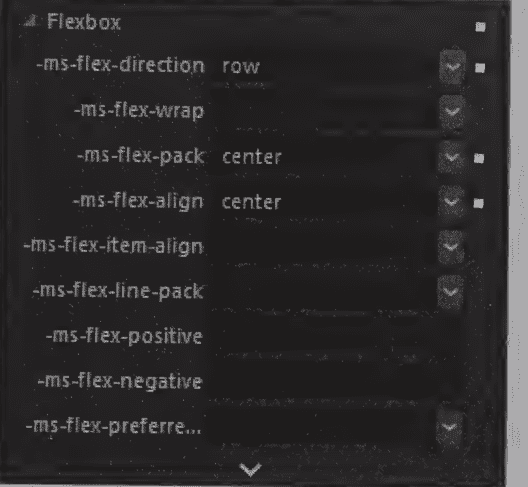 Flexbox
-ms-flex-direction row
-ms-flex-wrap
-ms-flex-pack center
-ms-flex-align center
-ms-flex-item-align
-ms-flex-line-pack
-ms-flex-positive
-ms-flex-negative
-ms-flex-preferre...